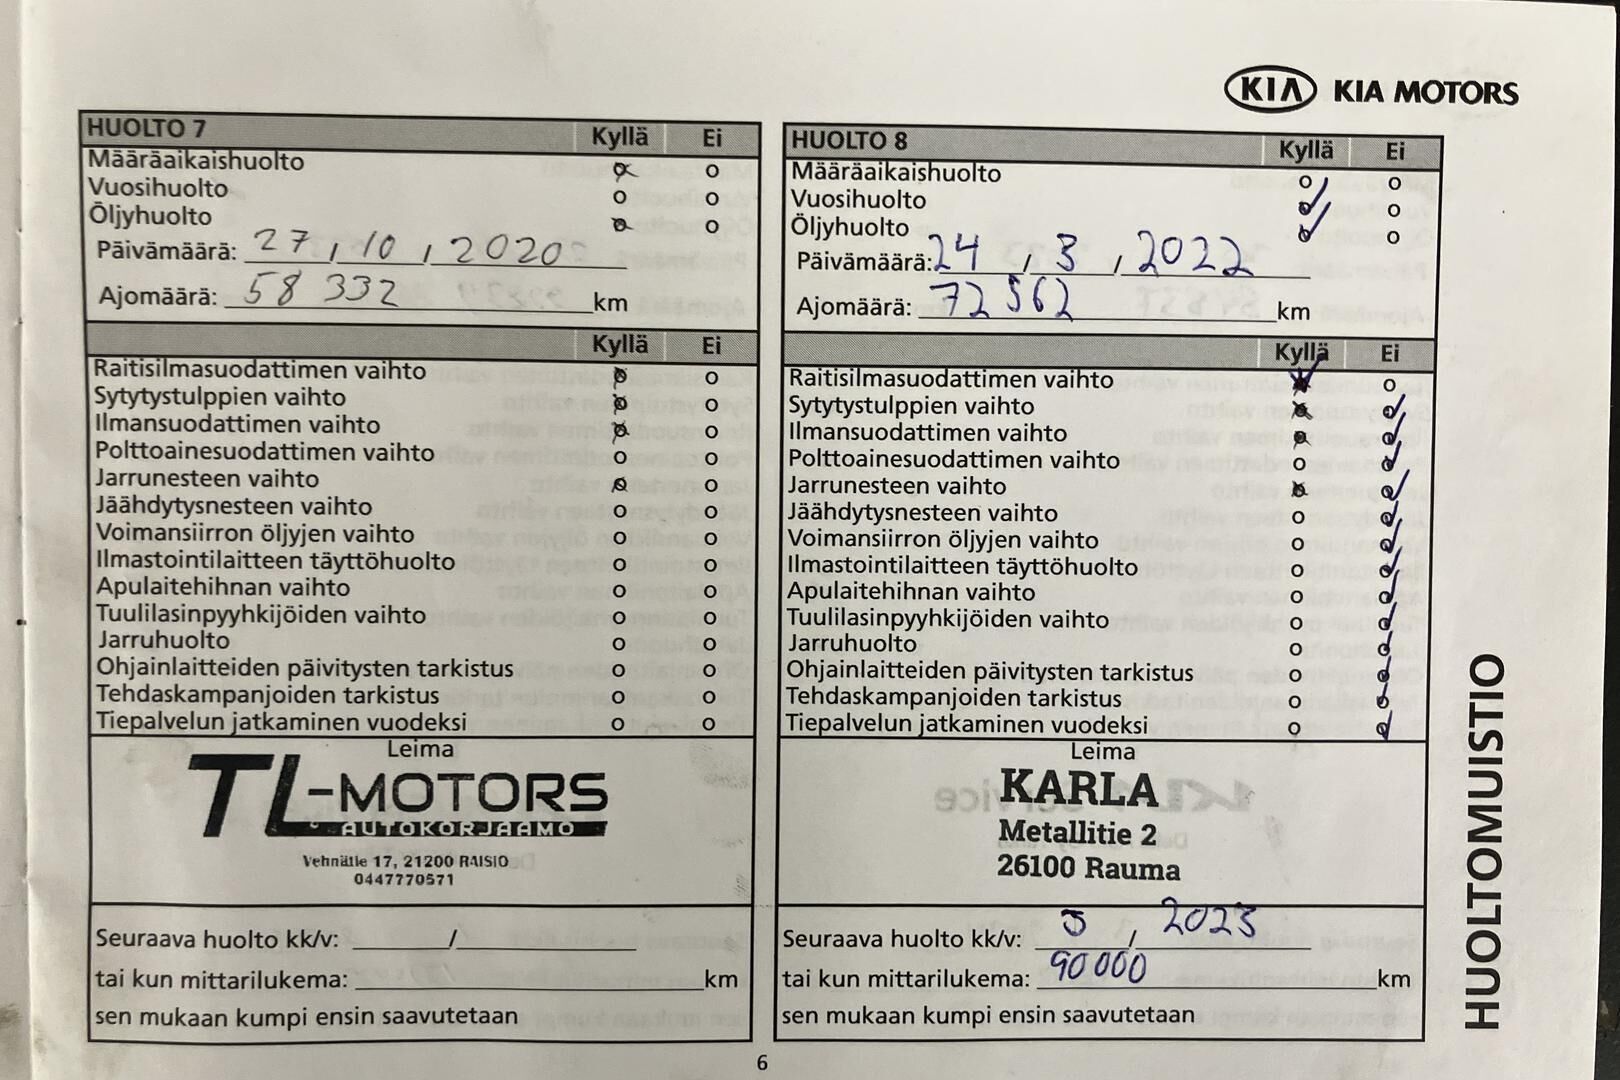 KIA KIA MOTORS
HUOLTO 7 Kyllä Ei
Määräaikaishuolto o
Vuosihuolto o o
Öljyhuolto o
Päivämäärä: 27 / 10 / 2020
Ajomäärä: 58 332 km
Kyllä Ei
Raitisilmasuodattimen vaihto o
Sytytystulppien vaihto o
Ilmansuodattimen vaihto o
Polttoainesuodattimen vaihto o o
Jarrunesteen vaihto o
Jäähdytysnesteen vaihto o o
Voimansiirron öljyjen vaihto o o
Ilmastointilaitteen täyttöhuolto o o
Apulaitehihnan vaihto o o
Tuulilasinpyyhkijöiden vaihto o o
Jarruhuolto o o
Ohjainlaitteiden päivitysten tarkistus o o
Tehdaskampanjoiden tarkistus o o
Tiepalvelun jatkaminen vuodeksi o o
Leima
TL-MOTORS
AUTOKORJAAMO
Vehnätie 17, 21200 RAISIO
0447770571
Seuraava huolto kk/v: /
tai kun mittarilukema: km
sen mukaan kumpi ensin saavutetaan
HUOLTO 8 Kyllä Ei
Määräaikaishuolto o o
Vuosihuolto o
Öljyhuolto o
Päivämäärä: 24 / 3 / 2022
Ajomäärä: 72 562 km
Kyllä Ei
Raitisilmasuodattimen vaihto o
Sytytystulppien vaihto
Ilmansuodattimen vaihto
Polttoainesuodattimen vaihto o
Jarrunesteen vaihto
Jäähdytysnesteen vaihto o
Voimansiirron öljyjen vaihto o
Ilmastointilaitteen täyttöhuolto o
Apulaitehihnan vaihto o
Tuulilasinpyyhkijöiden vaihto o
Jarruhuolto o
Ohjainlaitteiden päivitysten tarkistus o
Tehdaskampanjoiden tarkistus o
Tiepalvelun jatkaminen vuodeksi o
Leima
KARLA
Metallitie 2
26100 Rauma
Seuraava huolto kk/v: / 2023
tai kun mittarilukema: 90 000 km
sen mukaan kumpi ensin saavutetaan
HUOLTOMUISTIO
6